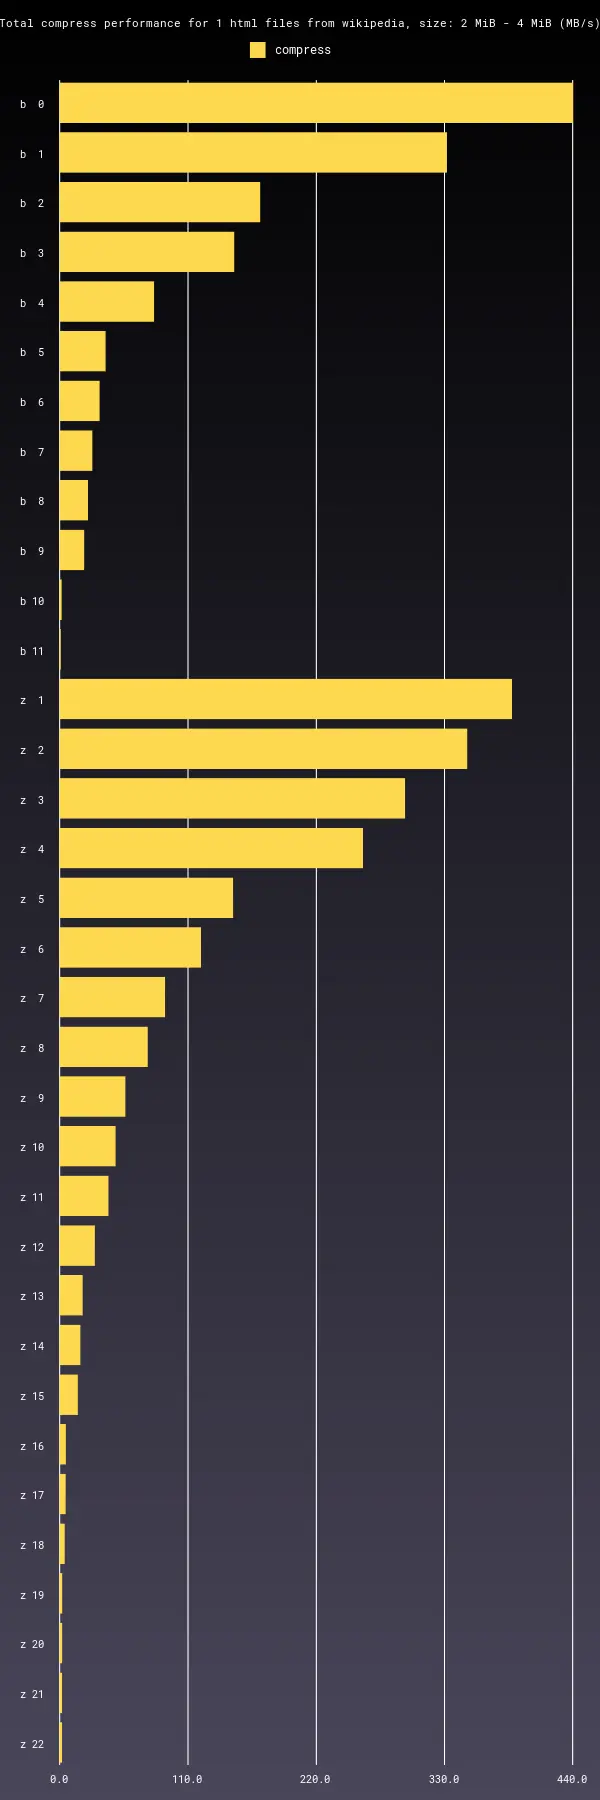 Total compress performance for 1 html files from wikipedia, size: 2 MiB - 4 MiB (MB/s)
compress
b 0
b 1
b 2
b 3
b 4
b 5
b 6
b 7
b 8
b 9
b 10
b 11
z 1
z 2
z 3
z 4
z 5
z 6
z 7
z 8
z 9
z 10
z 11
z 12
z 13
z 14
z 15
z 16
z 17
z 18
z 19
z 20
z 21
z 22
0.0 110.0 220.0 330.0 440.0